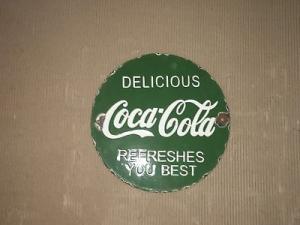 DELICIOUS
Coca-Cola
REFRESHES
YOU BEST